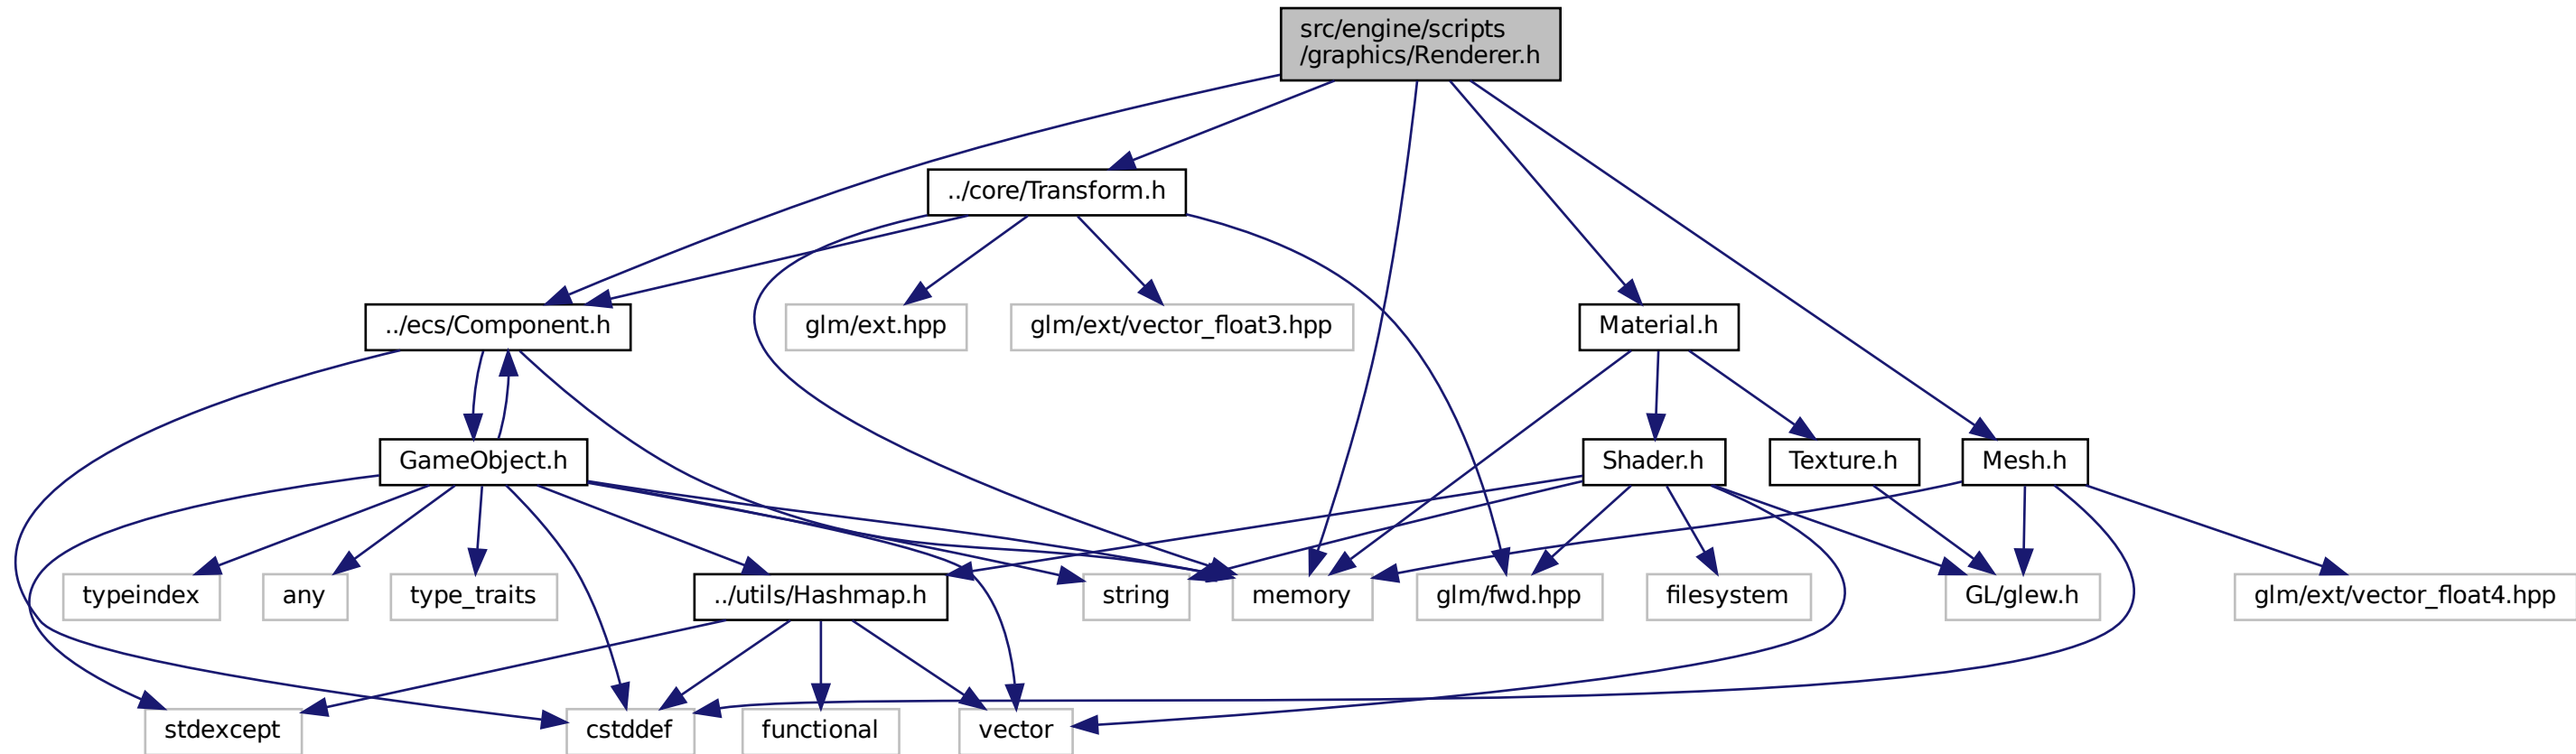 src/engine/scripts
/graphics/Renderer.h
../core/Transform.h
../ecs/Component.h
glm/ext.hpp
glm/ext/vector_float3.hpp
Material.h
GameObject.h
Shader.h
Texture.h
Mesh.h
typeindex
any
type_traits
../utils/Hashmap.h
string
memory
glm/fwd.hpp
filesystem
GL/glew.h
glm/ext/vector_float4.hpp
stdexcept
cstddef
functional
vector